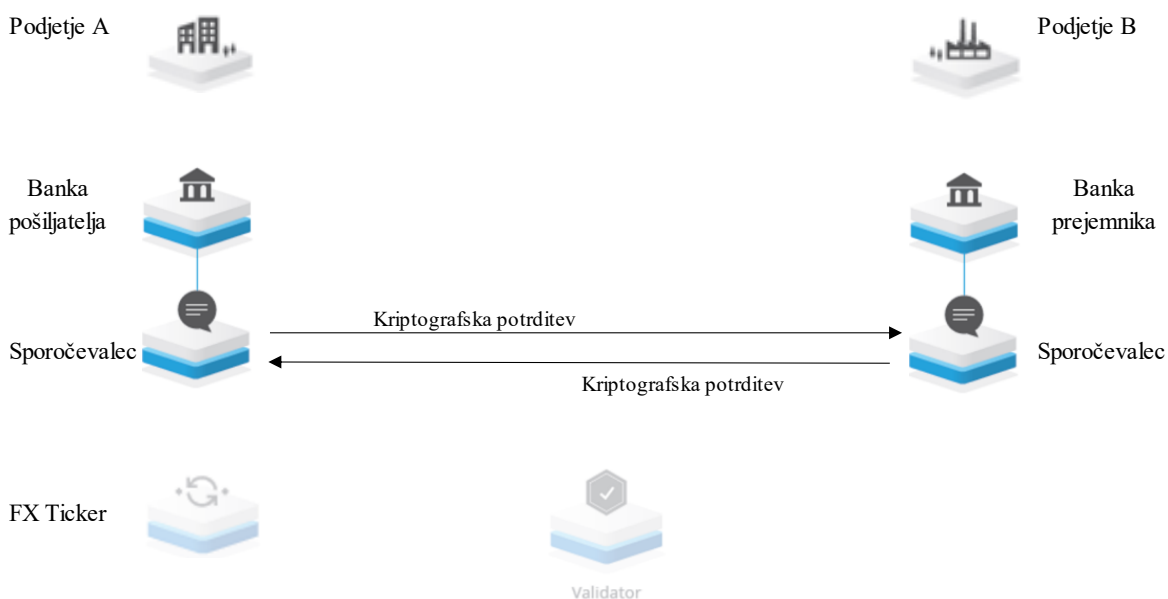 Podjetje A
Podjetje B
Banka
pošiljatelja
Banka
prejemnika
Kriptografska potrditev
Sporočevalec
Sporočevalec
Kriptografska potrditev
FX Ticker
Validator